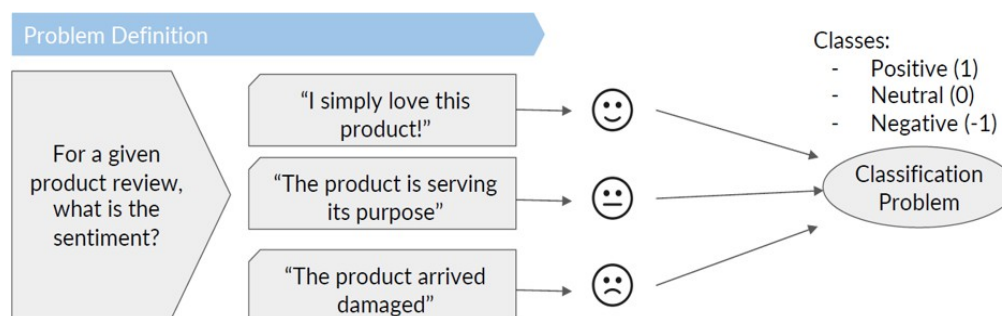 Problem Definition
Classes:
- Positive (1)
- Neutral (0)
- Negative (-1)
For a given
product review,
what is the
sentiment?
“I simply love this
product!”
“The product is serving
its purpose”
“The product arrived
damaged”
Classification
Problem